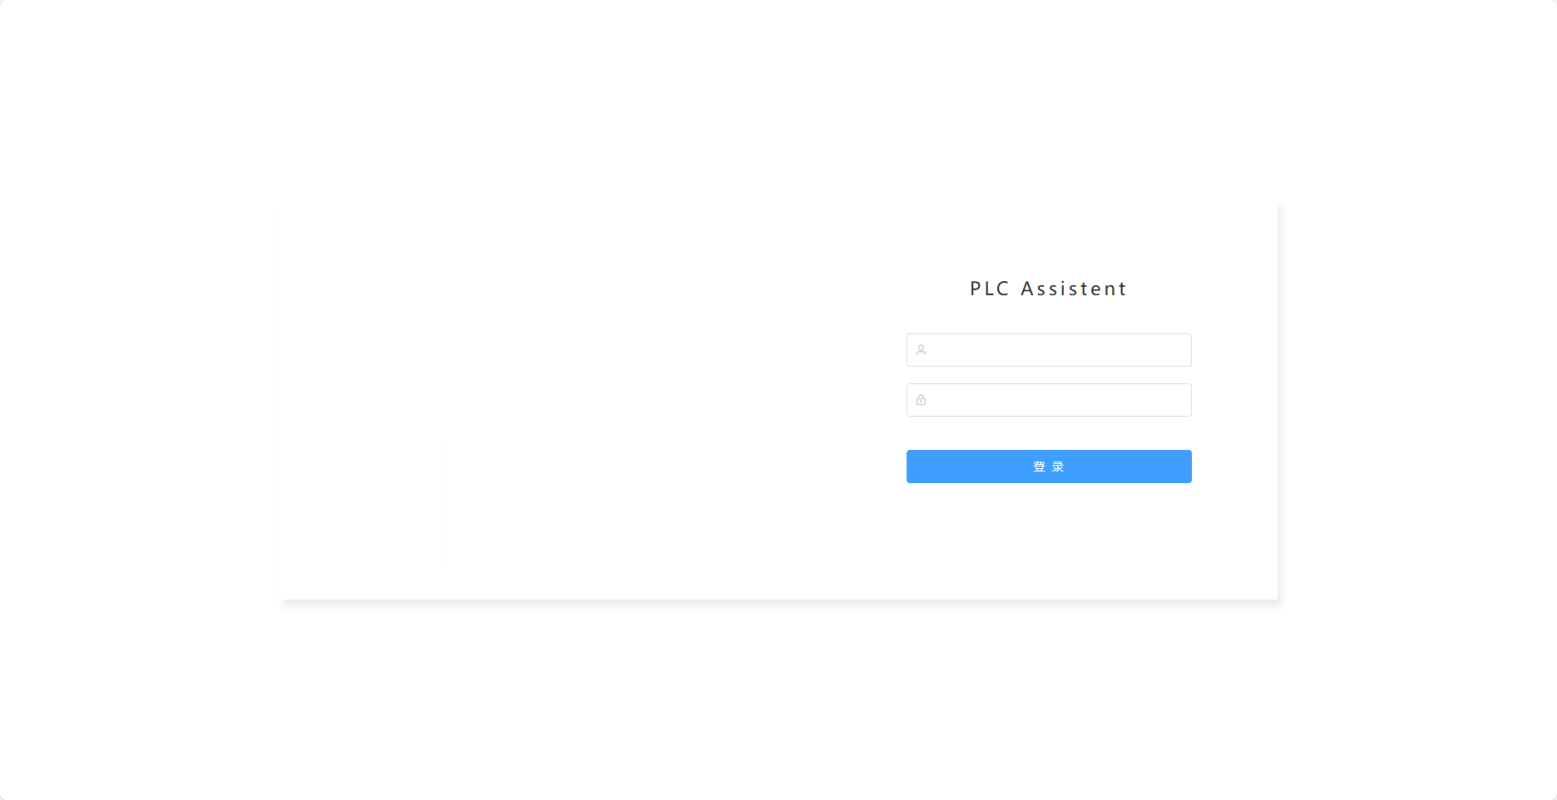 PLC Assistent
登 录